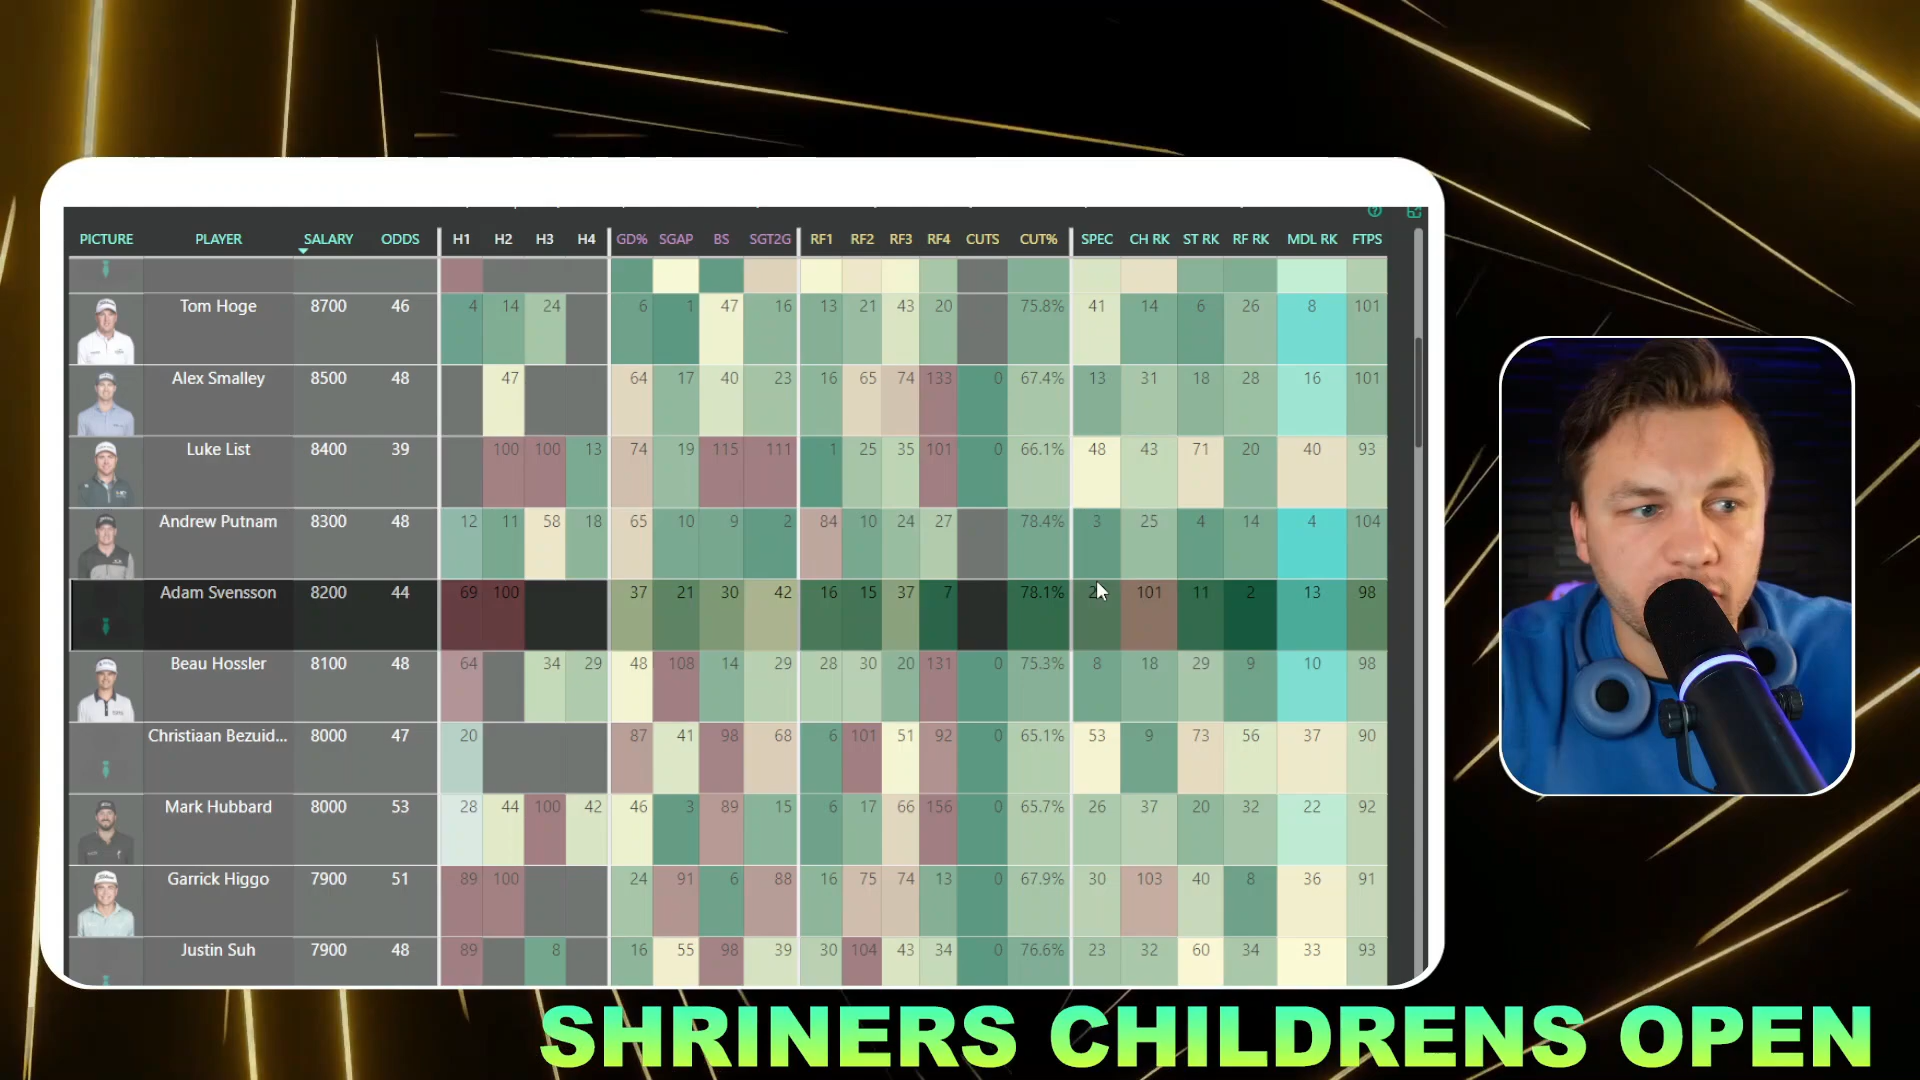 PICTURE PLAYER SALARY ODDS H1 H2 H3 H4 GD% SGAP BS SGT2G RF1 RF2 RF3 RF4 CUTS CUT% SPEC CH RK ST RK RF RK MDL RK FTPS
Tom Hoge 8700 46 4 14 24 6 1 47 16 13 21 43 20 75.8% 41 14 6 26 8 101
Alex Smalley 8500 48 47 64 17 40 23 16 65 74 133 0 67.4% 13 31 18 28 16 101
Luke List 8400 39 100 100 13 74 19 115 111 1 25 35 101 0 66.1% 48 43 71 20 40 93
Andrew Putnam 8300 48 12 11 58 18 65 10 9 2 84 10 24 27 78.4% 3 25 4 14 4 104
Adam Svensson 8200 44 69 100 37 21 30 42 16 15 37 7 78.1% 101 11 2 13 98
Beau Hossler 8100 48 64 34 29 48 108 14 29 28 30 20 131 0 75.3% 8 18 29 9 10 98
Christiaan Bezuid... 8000 47 20 87 41 98 68 6 101 51 92 0 65.1% 53 9 73 56 37 90
Mark Hubbard 8000 53 28 44 100 42 46 3 89 15 6 17 66 156 0 65.7% 26 37 20 32 22 92
Garrick Higgo 7900 51 89 100 24 91 6 88 16 75 74 13 0 67.9% 30 103 40 8 36 91
Justin Suh 7900 48 89 8 16 55 98 39 30 104 43 34 0 76.6% 23 32 60 34 33 93
SHRINERS CHILDRENS OPEN